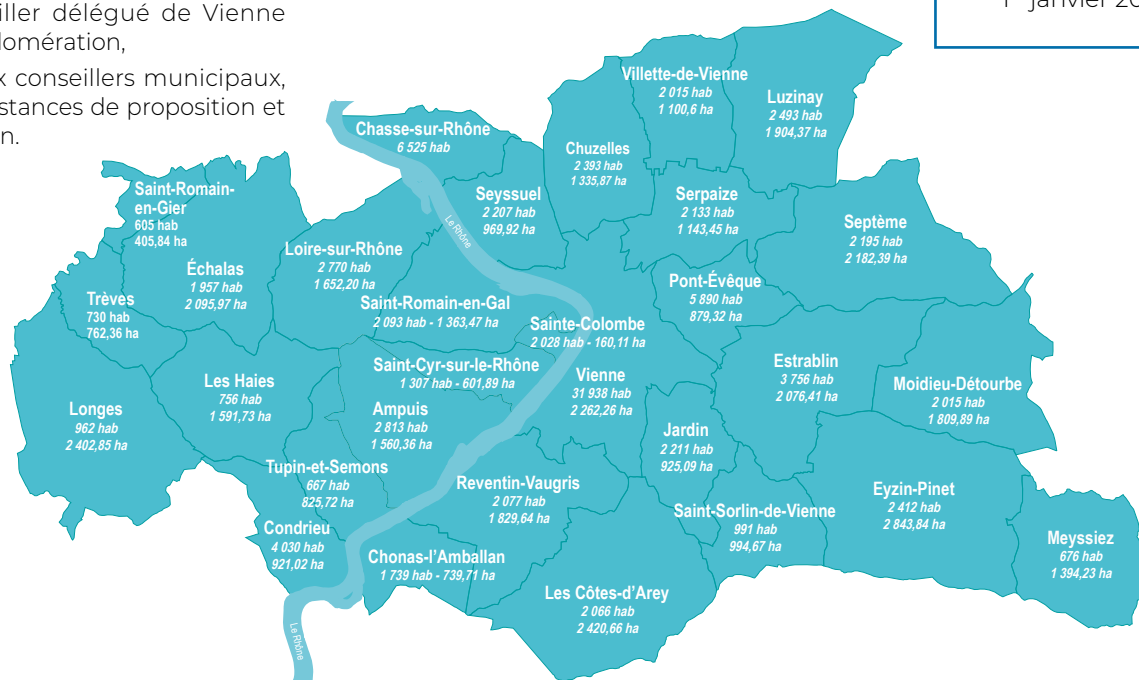 iller délégué de Vienne
lomération,
x conseillers municipaux,
stances de proposition et
n.
janvier 20
Villette-de-Vienne
2 015 hab
1 100,6 ha
Luzinay
2 493 hab
1 904,37 ha
Chasse-sur-Rhône
6 525 hab
Chuzelles
2 393 hab
1 335,87 ha
Saint-Romain-
en-Gier
605 hab
405,84 ha
Seyssuel
2 207 hab
969,92 ha
Serpaize
2 133 hab
1 143,45 ha
Septème
2 195 hab
2 182,39 ha
Le Rhône
Loire-sur-Rhône
2 770 hab
1 652,20 ha
Échalas
1 957 hab
2 095,97 ha
Pont-Évêque
5 890 hab
879,32 ha
Trèves
730 hab
762,36 ha
Saint-Romain-en-Gal
2 093 hab - 1 363,47 ha
Sainte-Colombe
2 028 hab - 160,11 ha
Saint-Cyr-sur-le-Rhône
1 307 hab - 601,89 ha
Estrablin
3 756 hab
2 076,41 ha
Vienne
31 938 hab
2 262,26 ha
Les Haies
756 hab
1 591,73 ha
Moidieu-Détourbe
2 015 hab
1 809,89 ha
Longes
962 hab
2 402,85 ha
Ampuis
2 813 hab
1 560,36 ha
Jardin
2 211 hab
925,09 ha
Tupin-et-Semons
667 hab
825,72 ha
Reventin-Vaugris
2 077 hab
1 829,64 ha
Eyzin-Pinet
2 412 hab
2 843,84 ha
Saint-Sorlin-de-Vienne
991 hab
994,67 ha
Condrieu
4 030 hab
921,02 ha
Meyssiez
676 hab
1 394,23 ha
Chonas-l'Amballan
1 739 hab - 739,71 ha
Les Côtes-d'Arey
2 066 hab
2 420,66 ha
Le Rhône